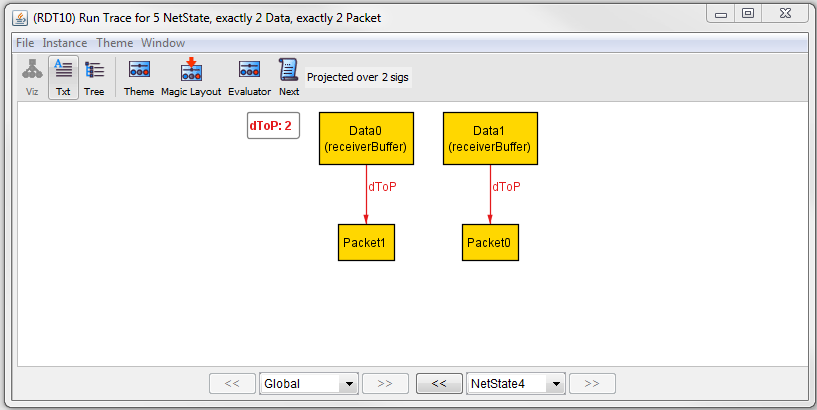 (RDT10) Run Trace for 5 NetState, exactly 2 Data, exactly 2 Packet
File Instance Theme Window
Viz Txt Tree Theme Magic Layout Evaluator Next Projected over 2 sigs
dToP: 2
Data0
(receiverBuffer)
Data1
(receiverBuffer)
dToP
dToP
Packet1
Packet0
<< Global >> << NetState4 >>